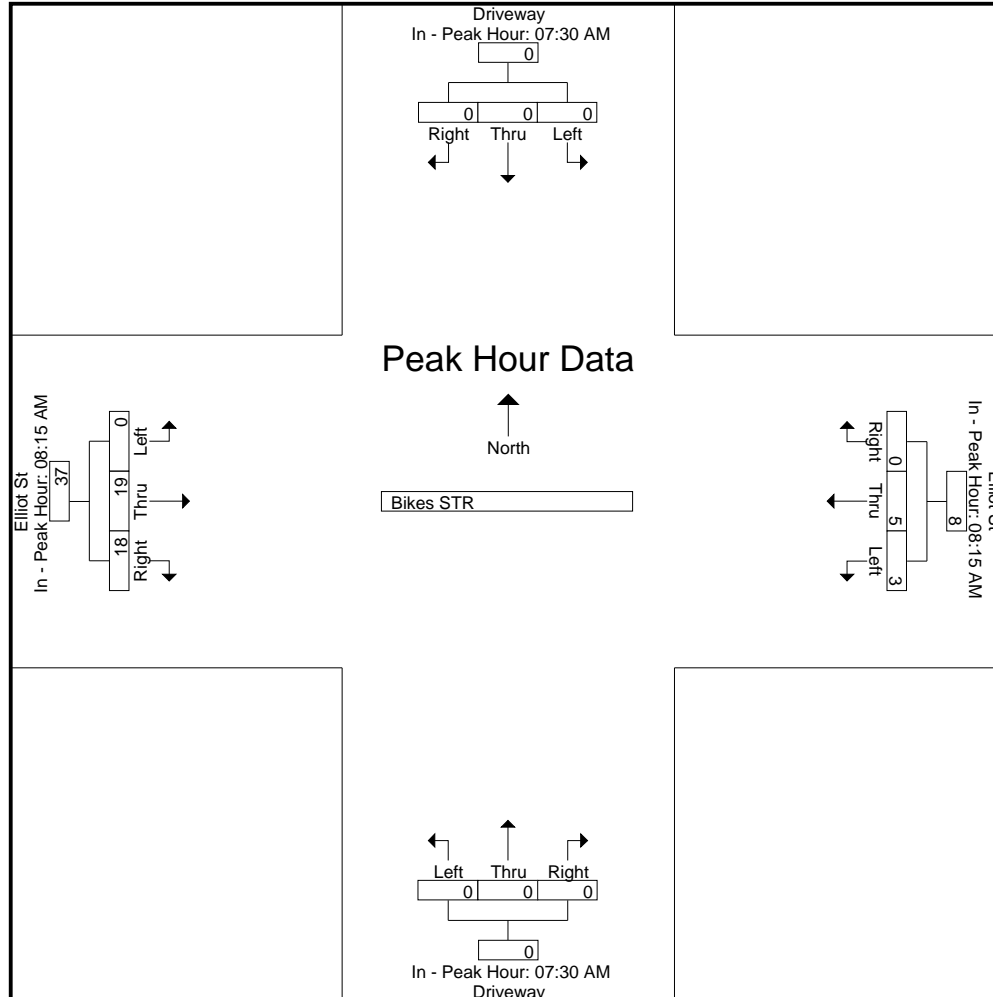 Driveway
In - Peak Hour: 07:30 AM
0
0 0 0
Right Thru Left
Peak Hour Data
North
Bikes STR
Elliot St
In - Peak Hour: 08:15 AM
37
0 19 18
Left Thru Right
Right Thru Left
0 5 3
8
In - Peak Hour: 08:15 AM
Elliot St
Left Thru Right
0 0 0
0
In - Peak Hour: 07:30 AM
Driveway